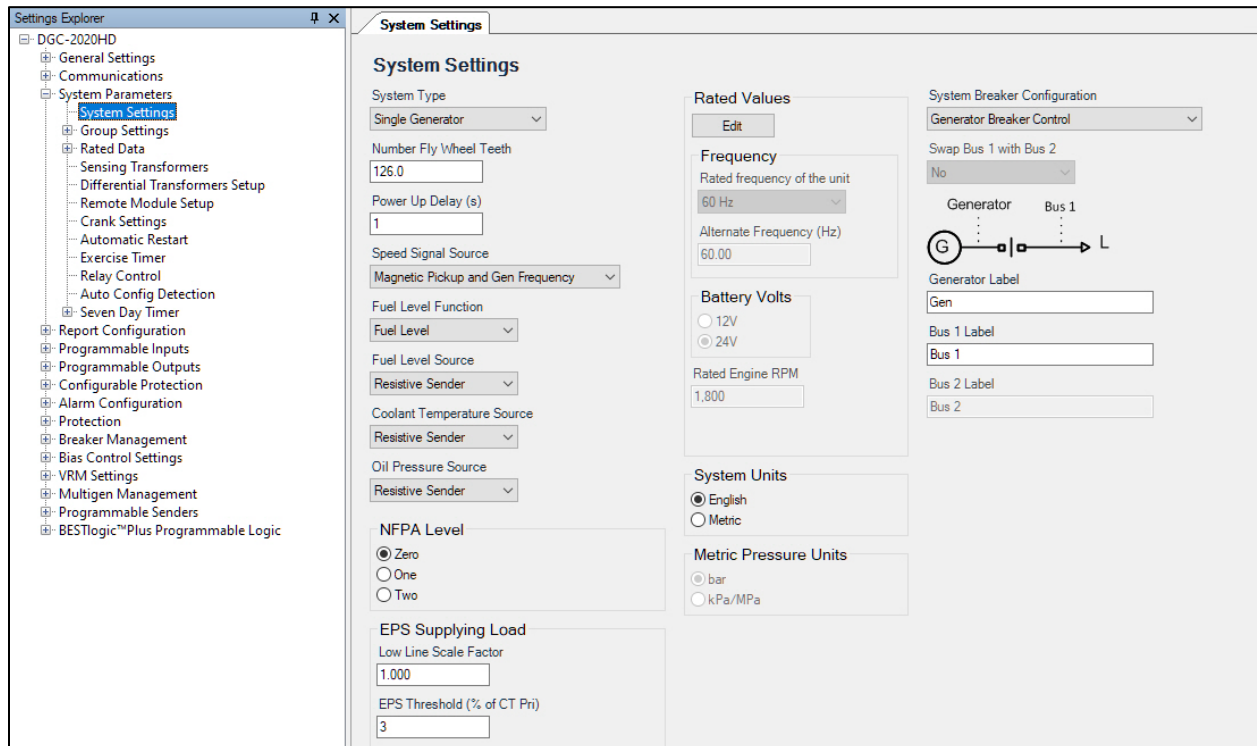 Settings Explorer
DGC-2020HD
General Settings
Communications
System Parameters
System Settings
Group Settings
Rated Data
Sensing Transformers
Differential Transformers Setup
Remote Module Setup
Crank Settings
Automatic Restart
Exercise Timer
Relay Control
Auto Config Detection
Seven Day Timer
Report Configuration
Programmable Inputs
Programmable Outputs
Configurable Protection
Alarm Configuration
Protection
Breaker Management
Bias Control Settings
VRM Settings
Multigen Management
Programmable Senders
BESTlogic™Plus Programmable Logic
System Settings
System Settings
System Type
Single Generator
Number Fly Wheel Teeth
126.0
Power Up Delay (s)
1
Speed Signal Source
Magnetic Pickup and Gen Frequency
Fuel Level Function
Fuel Level
Fuel Level Source
Resistive Sender
Coolant Temperature Source
Resistive Sender
Oil Pressure Source
Resistive Sender
NFPA Level
Zero
One
Two
EPS Supplying Load
Low Line Scale Factor
1.000
EPS Threshold (% of CT Pri)
3
Rated Values
Edit
Frequency
Rated frequency of the unit
60 Hz
Alternate Frequency (Hz)
60.00
Battery Volts
12V
24V
Rated Engine RPM
1,800
System Units
English
Metric
Metric Pressure Units
bar
kPa/MPa
System Breaker Configuration
Generator Breaker Control
Swap Bus 1 with Bus 2
No
Generator Bus 1
G L
Generator Label
Gen
Bus 1 Label
Bus 1
Bus 2 Label
Bus 2